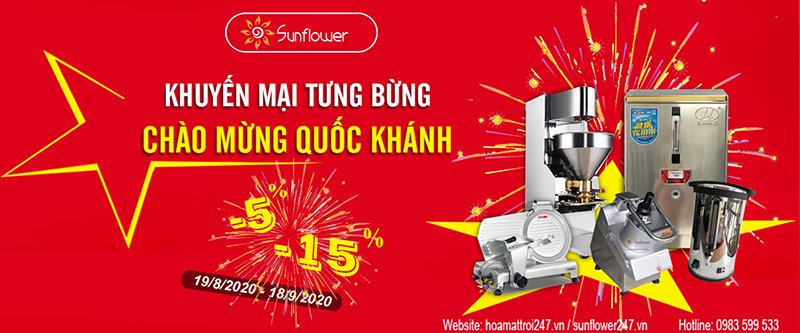 Sunflower
KHUYẾN MẠI TƯNG BỪNG
CHÀO MỪNG QUỐC KHÁNH
-5%
-15%
19/8/2020 - 18/9/2020
Sunflower
Website: hoamattroi247.vn / sunflower247.vn
Hotline: 0983 599 533